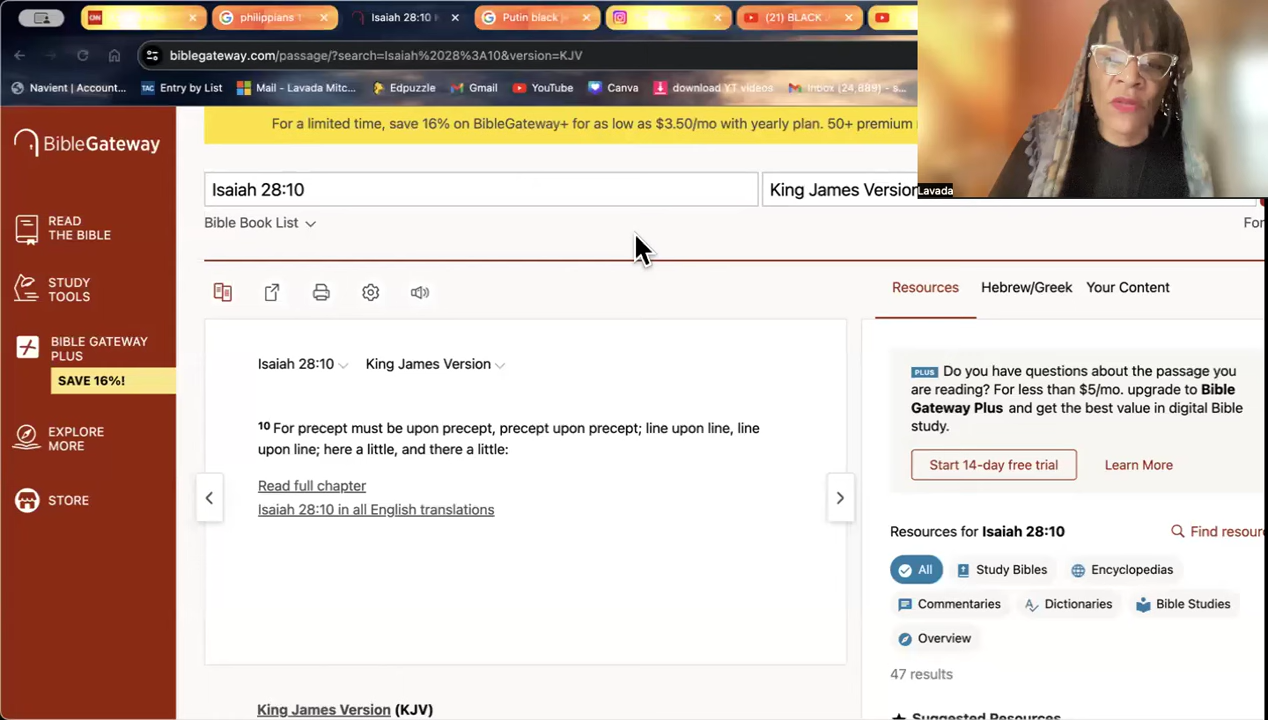 CNN
philippians 1
Isaiah 28:10
Putin black j
(21) BLACK
biblegateway.com/passage/?search=Isaiah%2028%3A10&version=KJV
Navient | Account...
TAC Entry by List
Mail - Lavada Mitc...
Edpuzzle
Gmail
YouTube
Canva
download YT videos
Inbox (24,889) - s...
Lavada
BibleGateway
For a limited time, save 16% on BibleGateway+ for as low as $3.50/mo with yearly plan. 50+ premium
Isaiah 28:10
King James Version
Bible Book List
For
READ
THE BIBLE
STUDY
TOOLS
BIBLE GATEWAY
PLUS
SAVE 16%!
EXPLORE
MORE
STORE
Isaiah 28:10
King James Version
10 For precept must be upon precept, precept upon precept; line upon line, line
upon line; here a little, and there a little:
Read full chapter
Isaiah 28:10 in all English translations
King James Version (KJV)
Resources
Hebrew/Greek
Your Content
PLUS Do you have questions about the passage you
are reading? For less than $5/mo. upgrade to Bible
Gateway Plus and get the best value in digital Bible
study.
Start 14-day free trial
Learn More
Resources for Isaiah 28:10
Find resour
All
Study Bibles
Encyclopedias
Commentaries
Dictionaries
Bible Studies
Overview
47 results
Suggested Resources